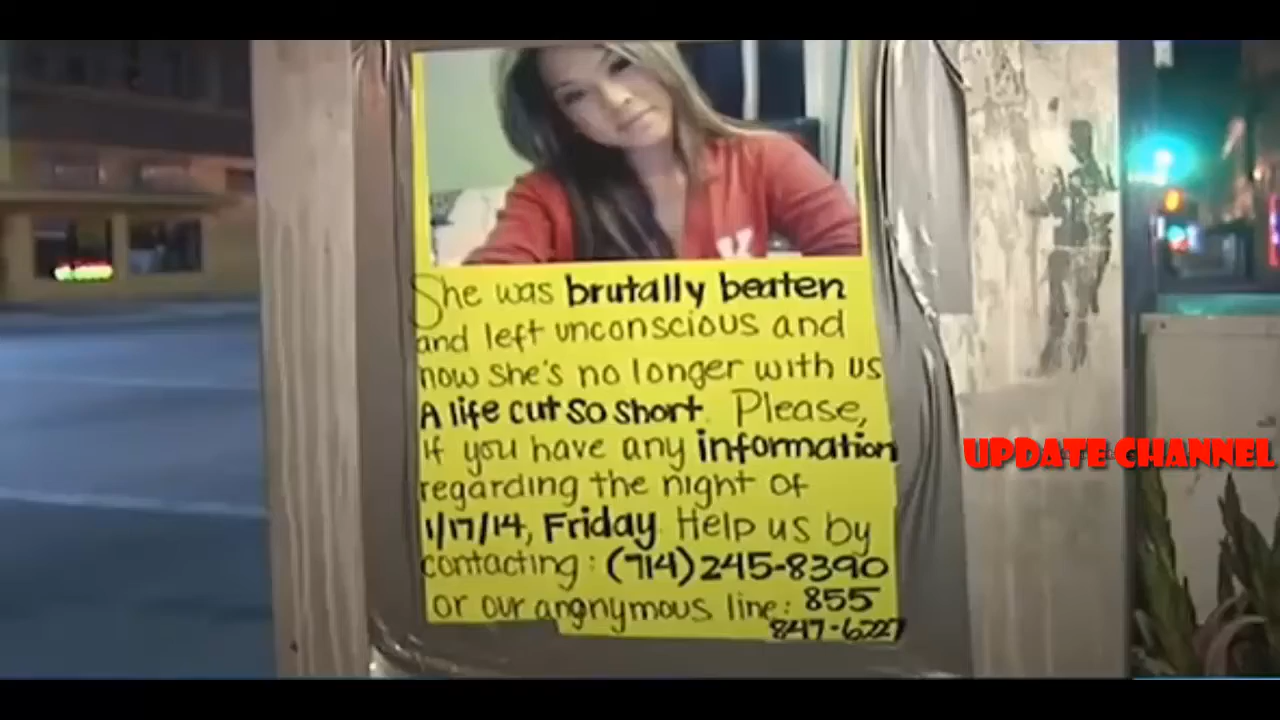 She was brutally beaten
and left unconscious and
now she's no longer with us
A life cut so short. Please,
if you have any information
regarding the night of
1/17/14, Friday. Help us by
contacting: (714)245-8390
or our anonymous line: 855
847-6227
UPDATE CHANNEL